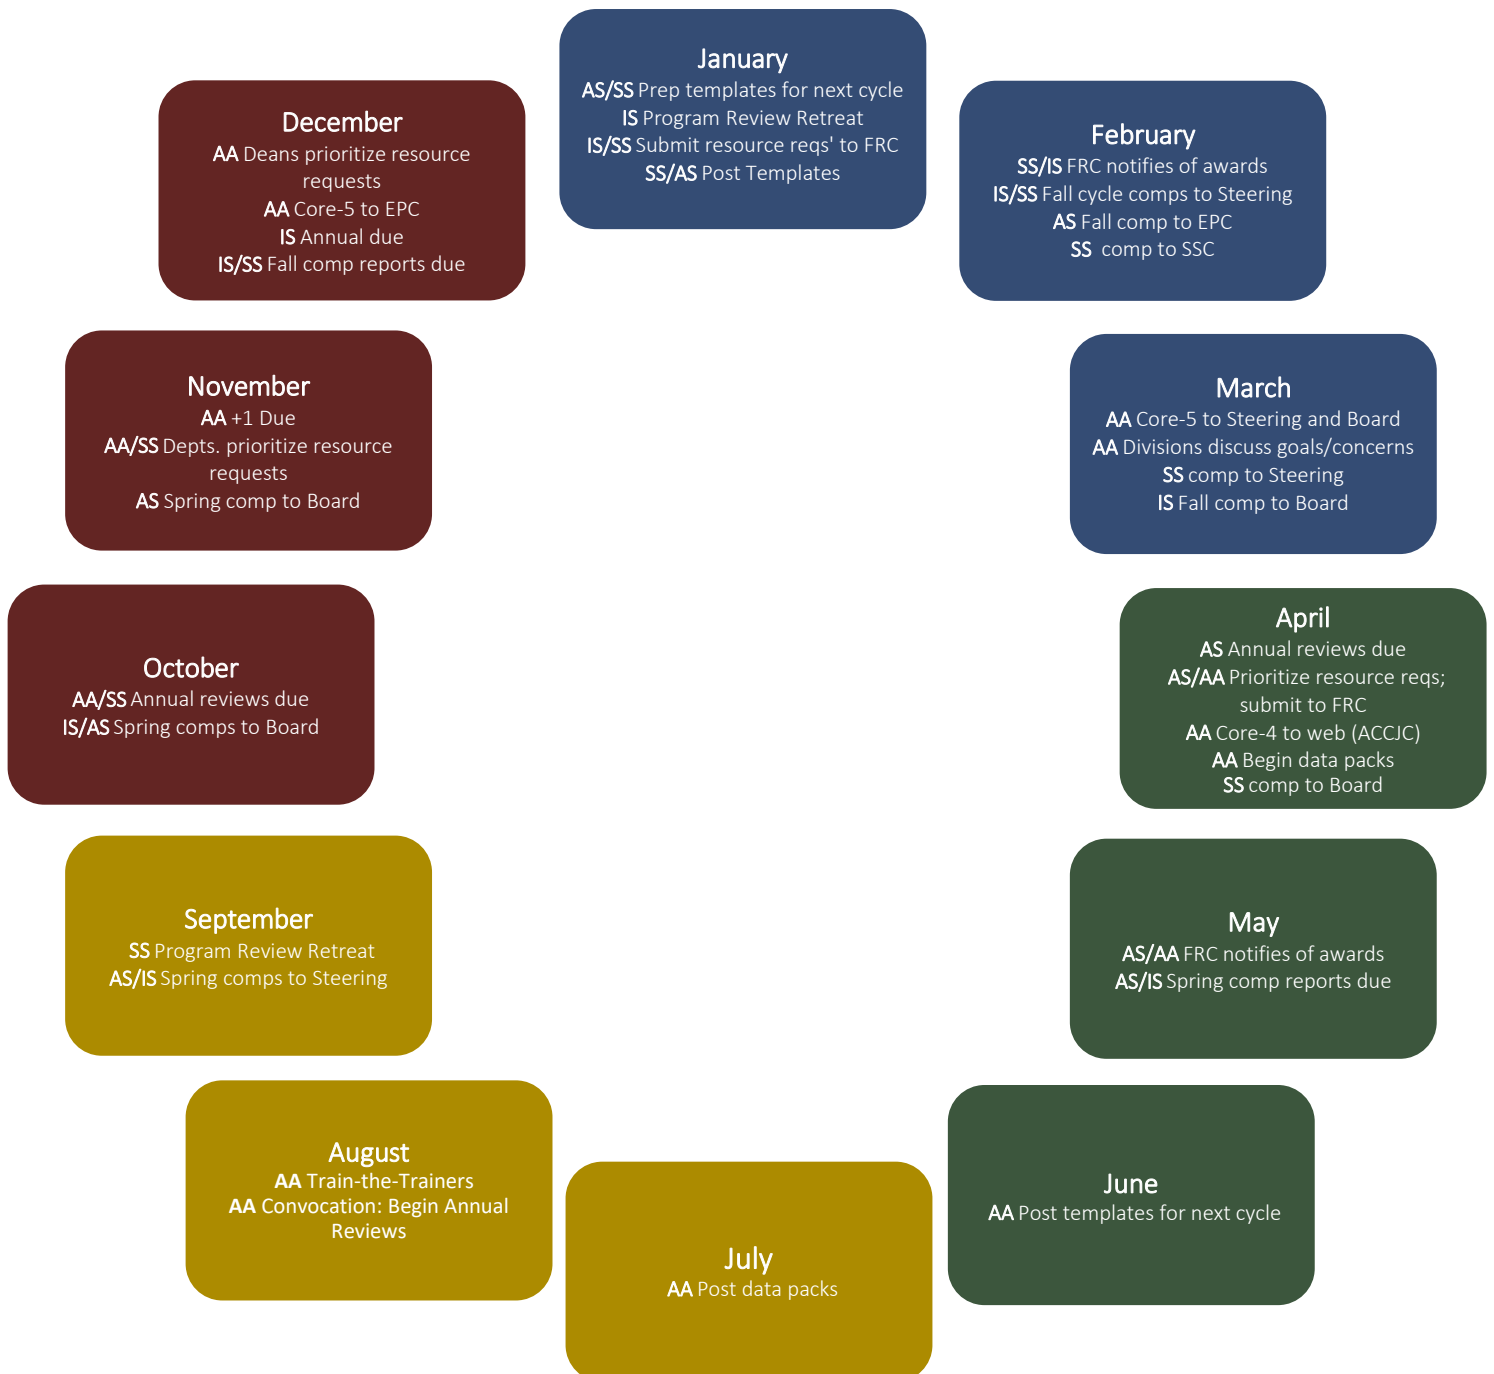 January
AS/SS Prep templates for next cycle
IS Program Review Retreat
IS/SS Submit resource reqs' to FRC
SS/AS Post Templates
February
SS/IS FRC notifies of awards
IS/SS Fall cycle comps to Steering
AS Fall comp to EPC
SS comp to SSC
March
AA Core-5 to Steering and Board
AA Divisions discuss goals/concerns
SS comp to Steering
IS Fall comp to Board
April
AS Annual reviews due
AS/AA Prioritize resource reqs;
submit to FRC
AA Core-4 to web (ACCJC)
AA Begin data packs
SS comp to Board
May
AS/AA FRC notifies of awards
AS/IS Spring comp reports due
June
AA Post templates for next cycle
July
AA Post data packs
August
AA Train-the-Trainers
AA Convocation: Begin Annual
Reviews
September
SS Program Review Retreat
AS/IS Spring comps to Steering
October
AA/SS Annual reviews due
IS/AS Spring comps to Board
November
AA +1 Due
AA/SS Depts. prioritize resource
requests
AS Spring comp to Board
December
AA Deans prioritize resource
requests
AA Core-5 to EPC
IS Annual due
IS/SS Fall comp reports due